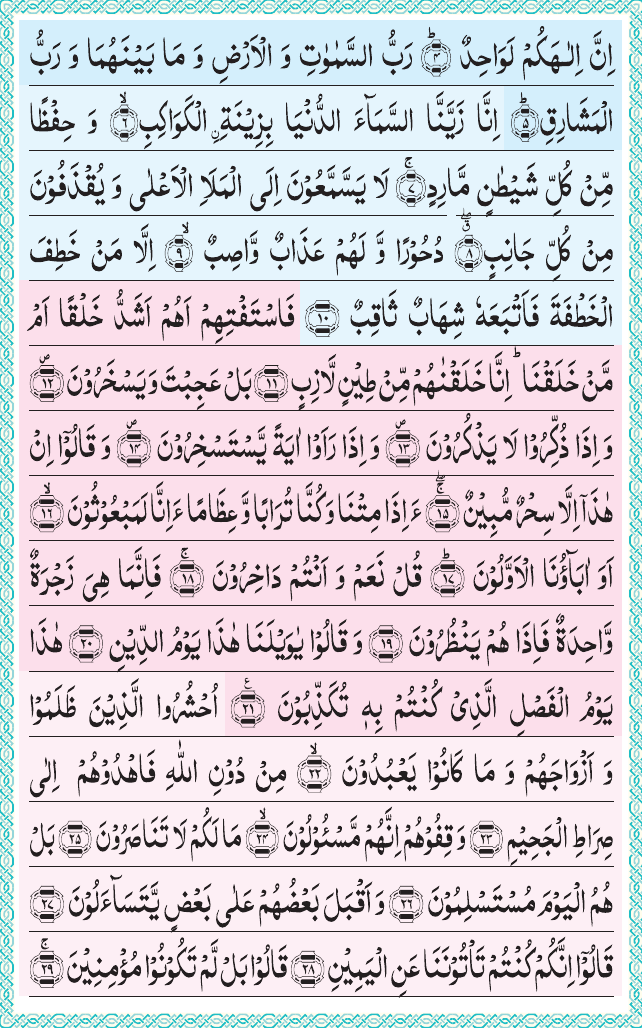 اِنَّ اِلٰـهَكُمْ لَوَاحِدٌ ؕ‏﴿۴﴾ رَبُّ السَّمٰوٰتِ وَ الْاَرْضِ وَ مَا بَيْنَهُمَا وَ رَبُّ
الْمَشَارِقِ ؕ‏﴿۵﴾ اِنَّا زَيَّنَّا السَّمَآءَ الدُّنْيَا بِزِيْنَةِ ۨالْكَوَاكِبِ ۙ‏﴿۶﴾ وَ حِفْظًا
مِّنْ كُلِّ شَيْطٰنٍ مَّارِدٍ ۚ‏﴿۷﴾ لَا يَسَّمَّعُوْنَ اِلَى الْمَلَاِ الْاَعْلٰى وَ يُقْذَفُوْنَ
مِنْ كُلِّ جَانِبٍ ۖۗ‏﴿۸﴾ دُحُوْرًا وَّ لَهُمْ عَذَابٌ وَّاصِبٌ ۙ‏﴿۹﴾ اِلَّا مَنْ خَطِفَ
الْخَطْفَةَ فَاَتْبَعَهٗ شِهَابٌ ثَاقِبٌ ﴿۱۰﴾ فَاسْتَفْتِهِمْ اَهُمْ اَشَدُّ خَلْقًا اَمْ
مَّنْ خَلَقْنَا ؕ اِنَّا خَلَقْنٰهُمْ مِّنْ طِيْنٍ لَّازِبٍ ﴿۱۱﴾ بَلْ عَجِبْتَ وَ يَسْخَرُوْنَ ۪‏﴿۱۲﴾
وَ اِذَا ذُكِّرُوْا لَا يَذْكُرُوْنَ ۪‏﴿۱۳﴾ وَ اِذَا رَاَوْا اٰيَةً يَّسْتَسْخِرُوْنَ ۪‏﴿۱۴﴾ وَ قَالُوْۤا اِنْ
هٰذَاۤ اِلَّا سِحْرٌ مُّبِيْنٌ ۚۖ‏﴿۱۵﴾ ءَاِذَا مِتْنَا وَ كُنَّا تُرَابًا وَّ عِظَامًا ءَاِنَّا لَمَبْعُوْثُوْنَ ۙ‏﴿۱۶﴾
اَوَ اٰبَآؤُنَا الْاَوَّلُوْنَ ؕ‏﴿۱۷﴾ قُلْ نَعَمْ وَ اَنْتُمْ دَاخِرُوْنَ ۚ‏﴿۱۸﴾ فَاِنَّمَا هِيَ زَجْرَةٌ
وَّاحِدَةٌ فَاِذَا هُمْ يَنْظُرُوْنَ ﴿۱۹﴾ وَ قَالُوْا يٰوَيْلَنَا هٰذَا يَوْمُ الدِّيْنِ ﴿۲۰﴾ هٰذَا
يَوْمُ الْفَصْلِ الَّذِيْ كُنْتُمْ بِهٖ تُكَذِّبُوْنَ ﴿۲۱﴾ اُحْشُرُوا الَّذِيْنَ ظَلَمُوْا
وَ اَزْوَاجَهُمْ وَ مَا كَانُوْا يَعْبُدُوْنَ ۙ‏﴿۲۲﴾ مِنْ دُوْنِ اللّٰهِ فَاهْدُوْهُمْ اِلٰى
صِرَاطِ الْجَحِيْمِ ﴿۲۳﴾ وَ قِفُوْهُمْ اِنَّهُمْ مَّسْـُٔوْلُوْنَ ۙ‏﴿۲۴﴾ مَا لَكُمْ لَا تَنَاصَرُوْنَ ﴿۲۵﴾ بَلْ
هُمُ الْيَوْمَ مُسْتَسْلِمُوْنَ ﴿۲۶﴾ وَ اَقْبَلَ بَعْضُهُمْ عَلٰى بَعْضٍ يَّتَسَآءَلُوْنَ ﴿۲۷﴾
قَالُوْۤا اِنَّكُمْ كُنْتُمْ تَاْتُوْنَنَا عَنِ الْيَمِيْنِ ﴿۲۸﴾ قَالُوْا بَلْ لَّمْ تَكُوْنُوْا مُؤْمِنِيْنَ ۚ‏﴿۲۹﴾